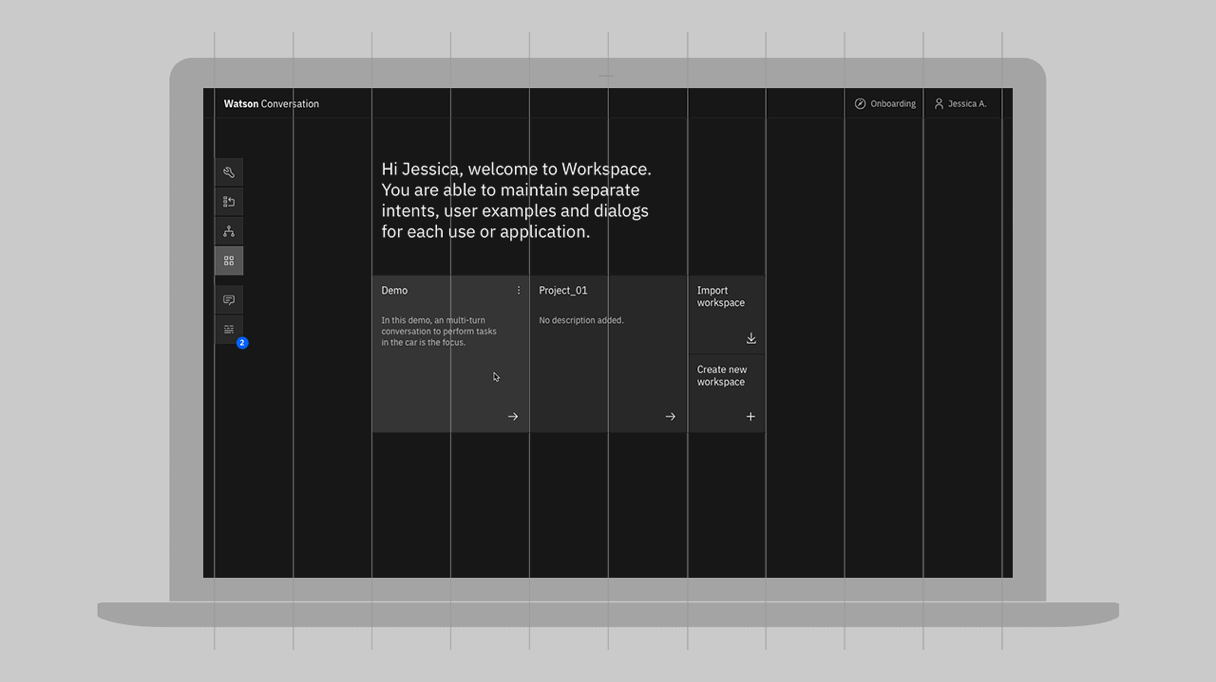 Watson Conversation
Onboarding
Jessica A.
Hi Jessica, welcome to Workspace.
You are able to maintain separate
intents, user examples and dialogs
for each use or application.
Demo
In this demo, an multi-turn
conversation to perform tasks
in the car is the focus.
Project_01
No description added.
Import
workspace
Create new
workspace
2